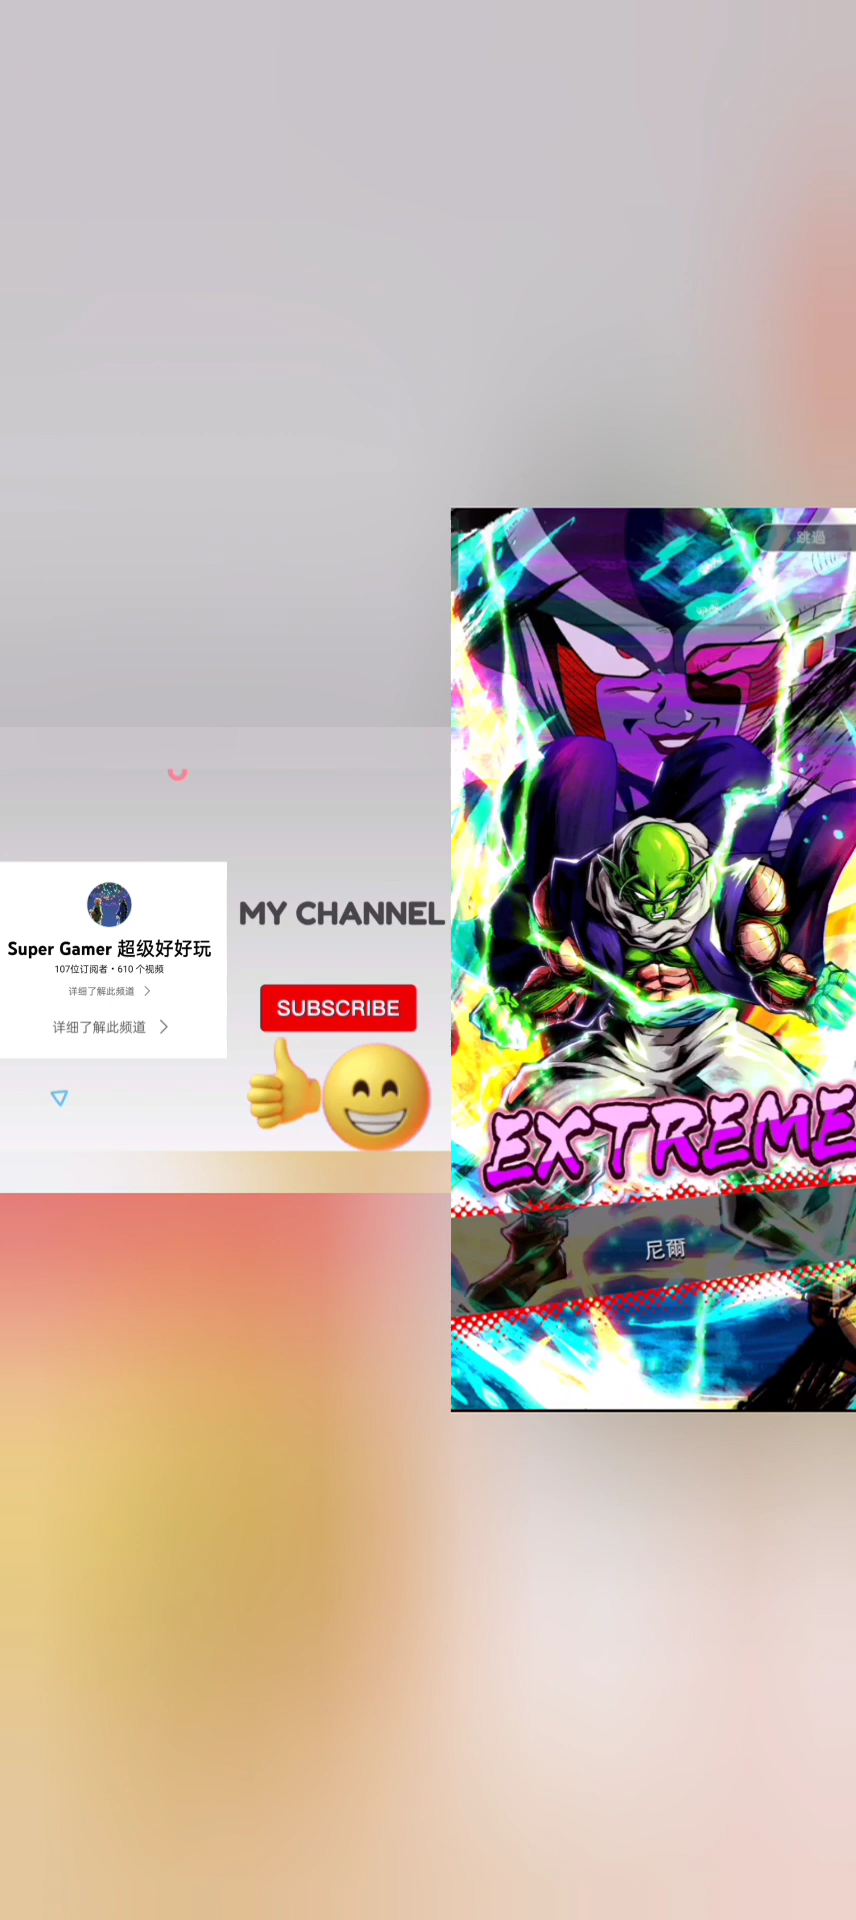 跳過
MY CHANNEL
Super Gamer 超级好好玩
107位订阅者 • 610 个视频
详细了解此频道
详细了解此频道
SUBSCRIBE
EXTREME
尼爾
TA